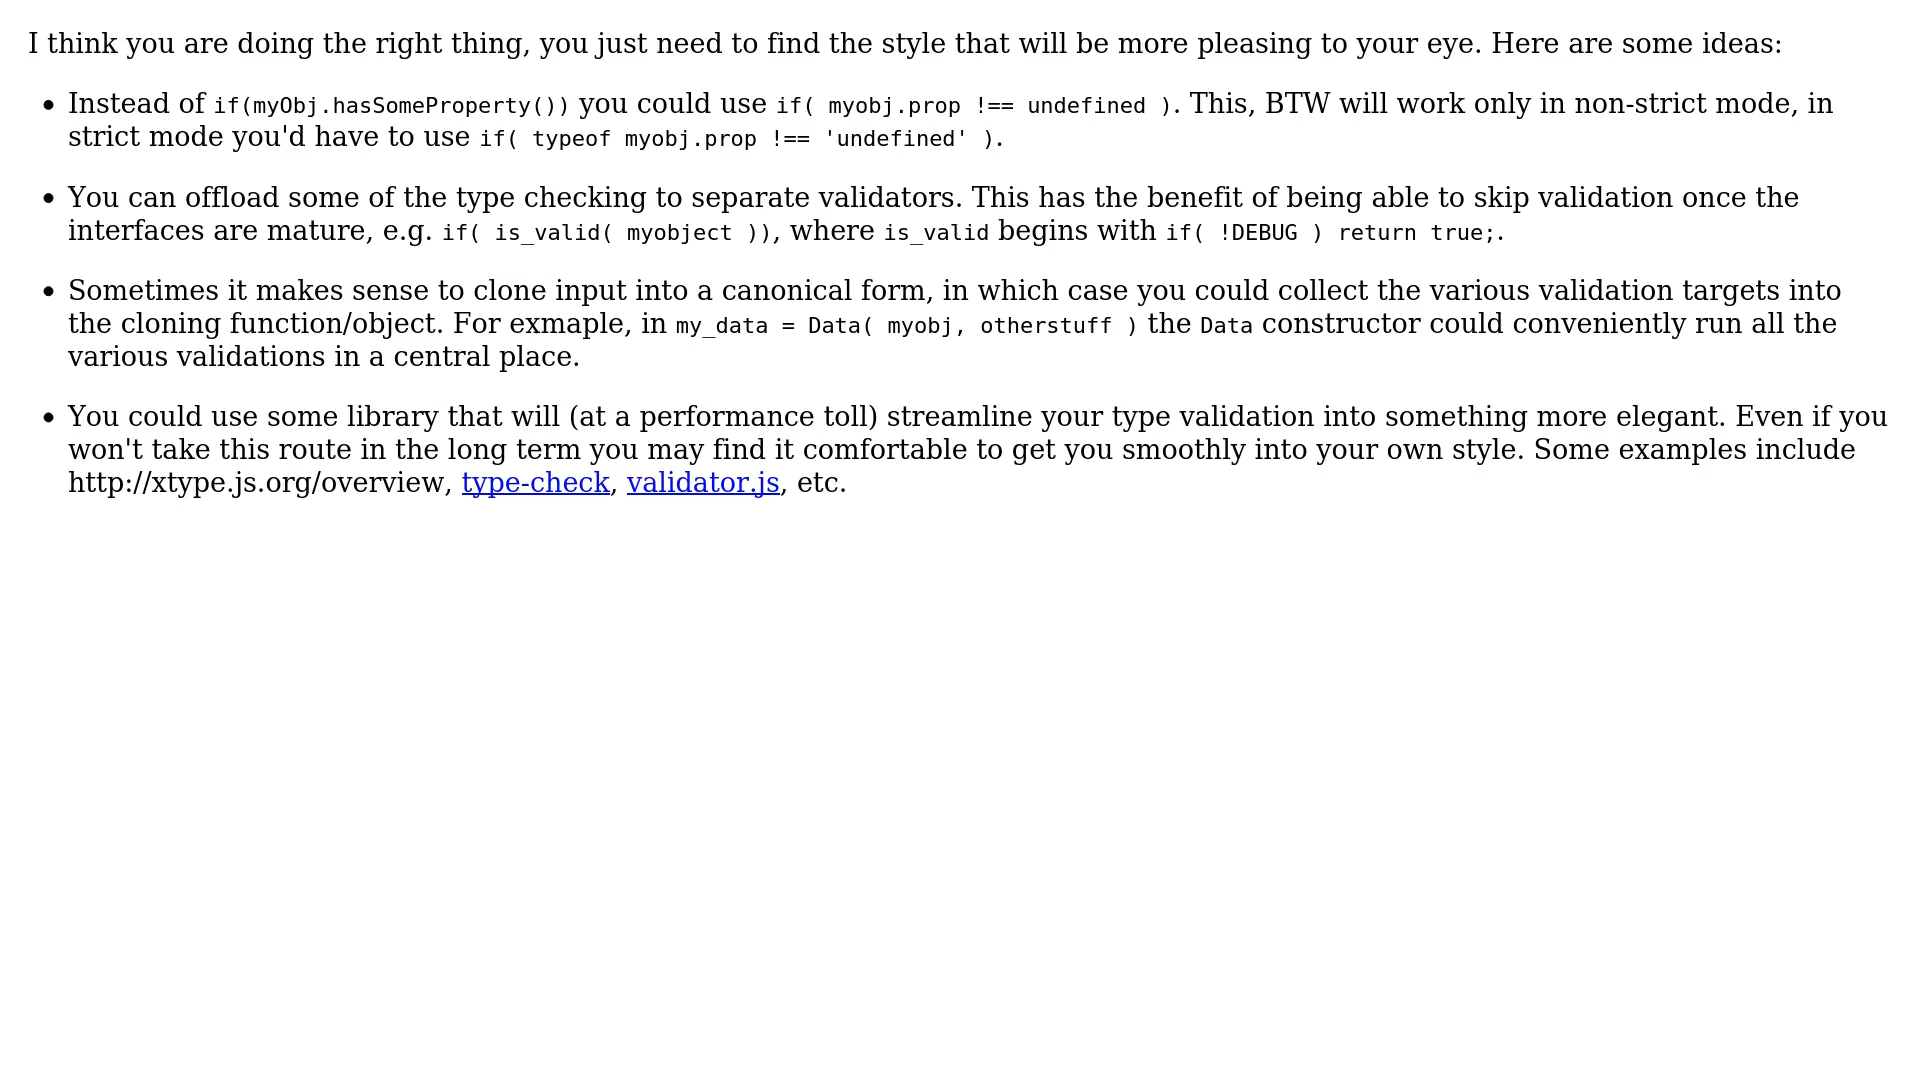 I think you are doing the right thing, you just need to find the style that will be more pleasing to your eye. Here are some ideas:
• Instead of if(myObj.hasSomeProperty()) you could use if( myobj.prop !== undefined ). This, BTW will work only in non-strict mode, in
strict mode you'd have to use if( typeof myobj.prop !== 'undefined' ).
• You can offload some of the type checking to separate validators. This has the benefit of being able to skip validation once the
interfaces are mature, e.g. if( is_valid( myobject )), where is_valid begins with if( !DEBUG ) return true;.
• Sometimes it makes sense to clone input into a canonical form, in which case you could collect the various validation targets into
the cloning function/object. For exmaple, in my_data = Data( myobj, otherstuff ) the Data constructor could conveniently run all the
various validations in a central place.
• You could use some library that will (at a performance toll) streamline your type validation into something more elegant. Even if you
won't take this route in the long term you may find it comfortable to get you smoothly into your own style. Some examples include
http://xtype.js.org/overview, type-check, validator.js, etc.